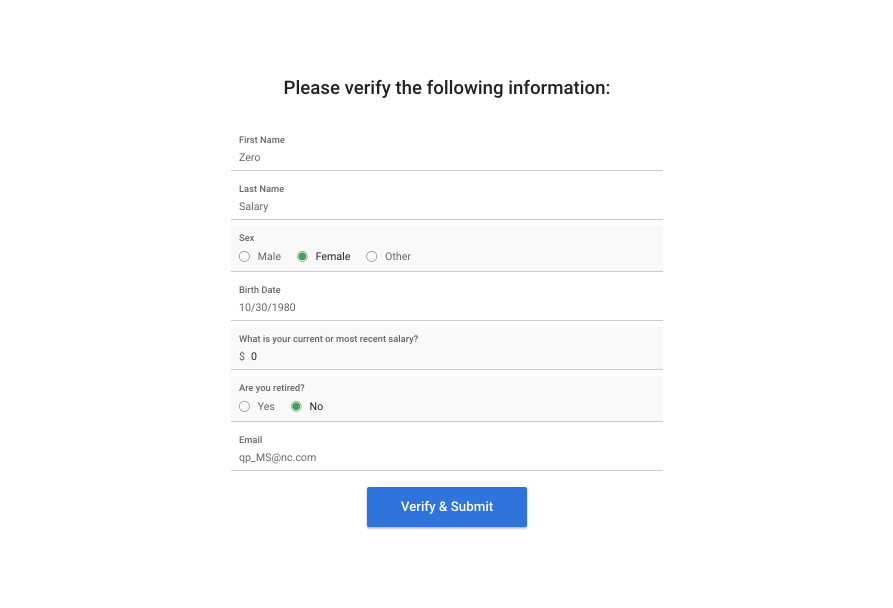 Please verify the following information:
First Name
Zero
Last Name
Salary
Sex
Male Female Other
Birth Date
10/30/1980
What is your current or most recent salary?
$ 0
Are you retired?
Yes No
Email
qp_MS@nc.com
Verify & Submit